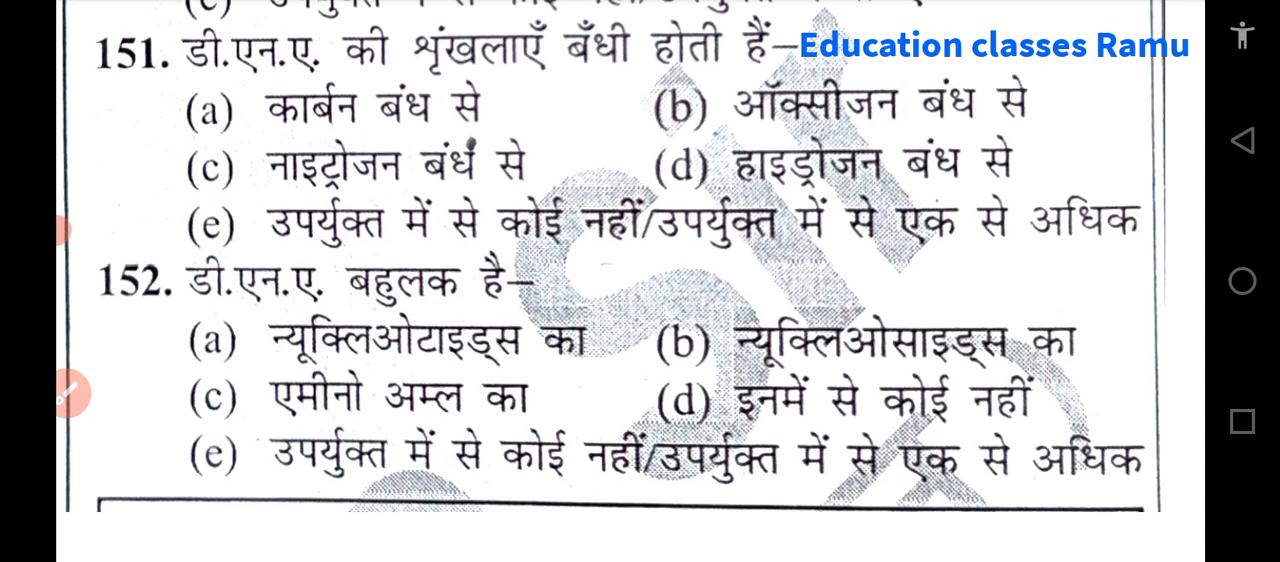 151. डी.एन.ए. की शृंखलाएँ बँधी होती हैं– Education classes Ramu
(a) कार्बन बंध से (b) ऑक्सीजन बंध से
(c) नाइट्रोजन बंध से (d) हाइड्रोजन बंध से
(e) उपर्युक्त में से कोई नहीं/उपर्युक्त में से एक से अधिक
152. डी.एन.ए. बहुलक है–
(a) न्यूक्लिओटाइड्स का (b) न्यूक्लिओसाइड्स का
(c) एमीनो अम्ल का (d) इनमें से कोई नहीं
(e) उपर्युक्त में से कोई नहीं/उपर्युक्त में से एक से अधिक